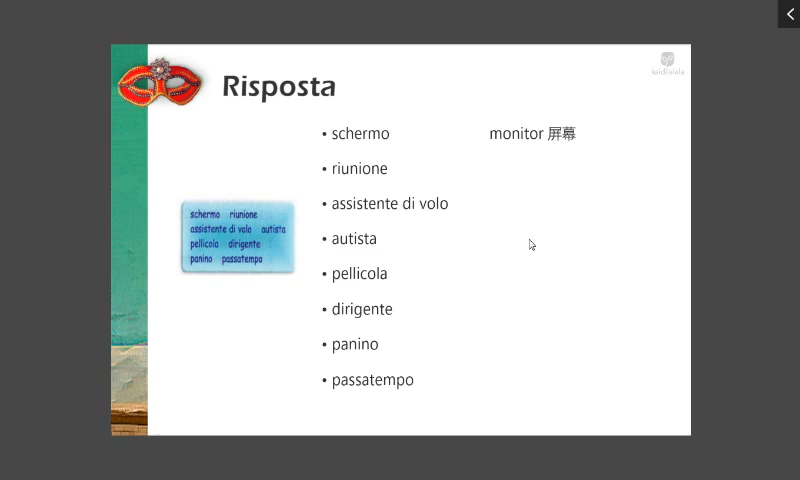 Risposta
kaidialala
• schermo monitor 屏幕
• riunione
• assistente di volo
• autista
• pellicola
• dirigente
• panino
• passatempo
schermo riunione
assistente di volo autista
pellicola dirigente
panino passatempo